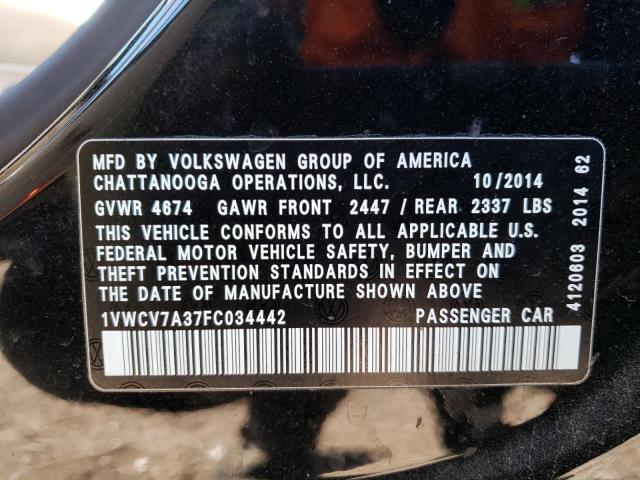 MFD BY VOLKSWAGEN GROUP OF AMERICA
CHATTANOOGA OPERATIONS, LLC. 10/2014
GVWR 4674 GAWR FRONT 2447 / REAR 2337 LBS
THIS VEHICLE CONFORMS TO ALL APPLICABLE U.S.
FEDERAL MOTOR VEHICLE SAFETY, BUMPER AND
THEFT PREVENTION STANDARDS IN EFFECT ON
THE DATE OF MANUFACTURE SHOWN ABOVE
1VWCV7A37FC034442 PASSENGER CAR
4120603 2014 62